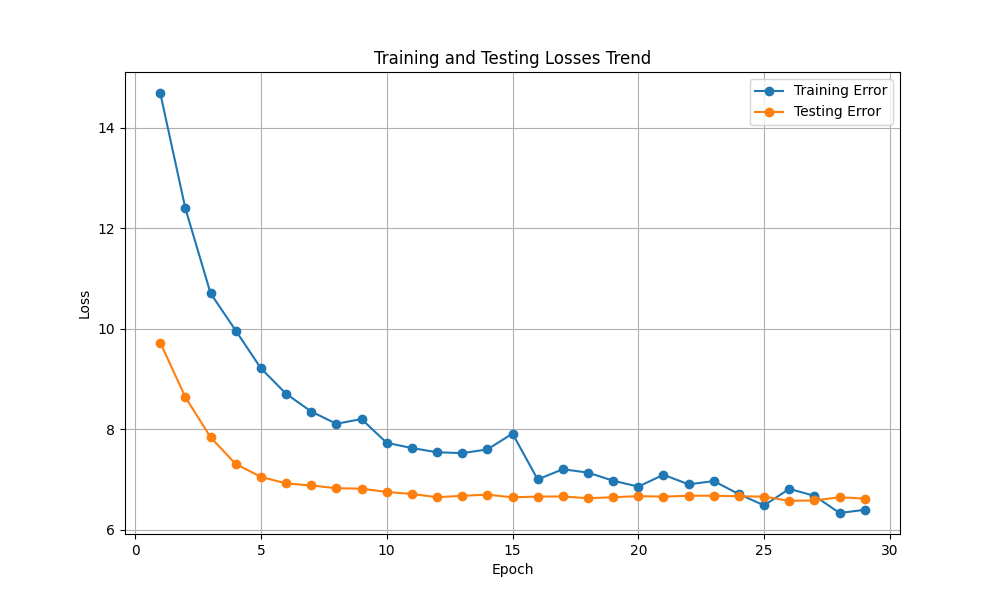 Training and Testing Losses Trend
Training Error
Testing Error
14
12
10
8
6
Loss
0 5 10 15 20 25 30
Epoch